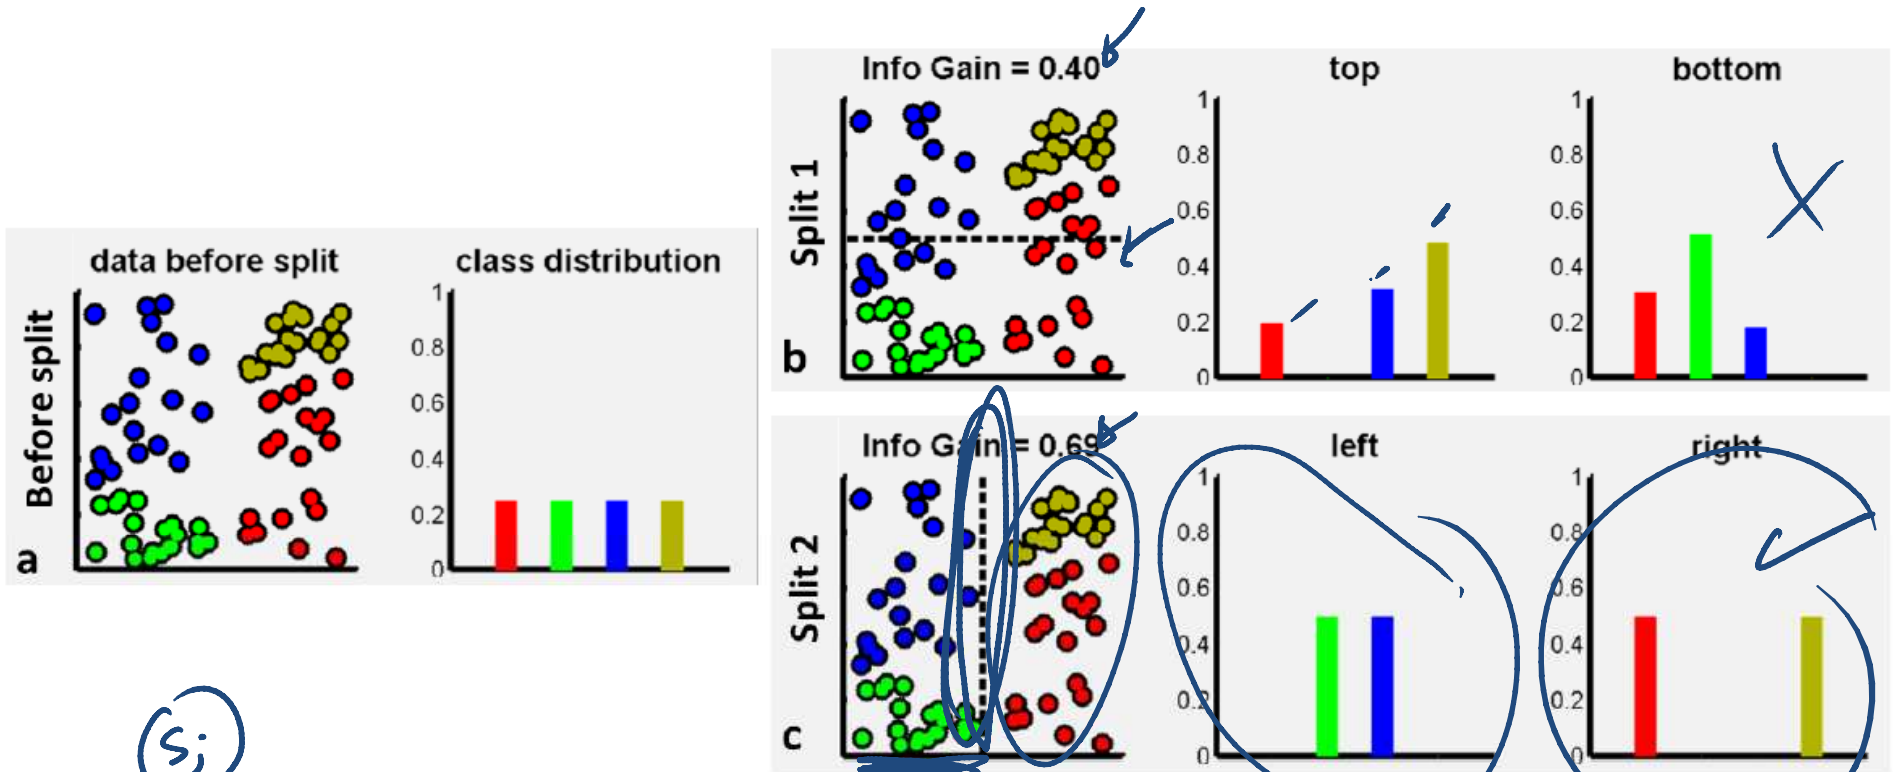 Before split
data before split
class distribution
1
0.8
0.6
0.4
0.2
0
a
Split 1
Info Gain = 0.40
top
bottom
1
0.8
0.6
0.4
0.2
0
1
0.8
0.6
0.4
0.2
0
b
Split 2
Info Gain = 0.69
left
right
1
0.8
0.6
0.4
0.2
0
1
0.8
0.6
0.4
0.2
0
c